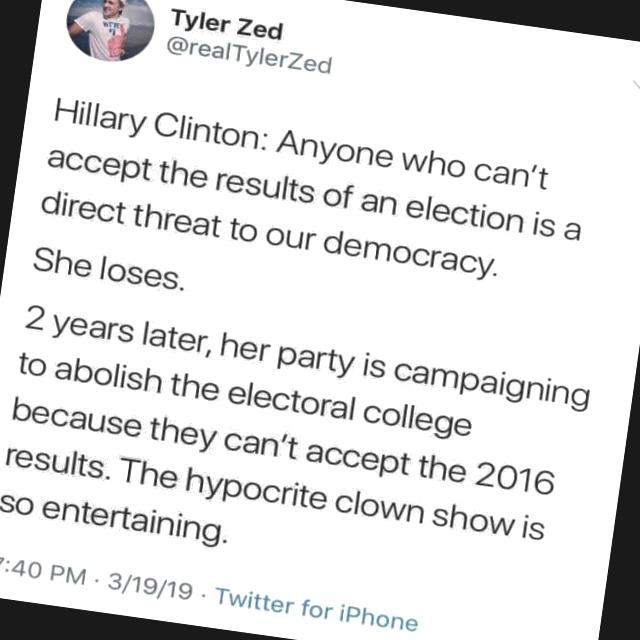 Tyler Zed
@realTylerZed
Hillary Clinton: Anyone who can't
accept the results of an election is a
direct threat to our democracy.
She loses.
2 years later, her party is campaigning
to abolish the electoral college
because they can't accept the 2016
results. The hypocrite clown show is
so entertaining.
7:40 PM · 3/19/19 · Twitter for iPhone